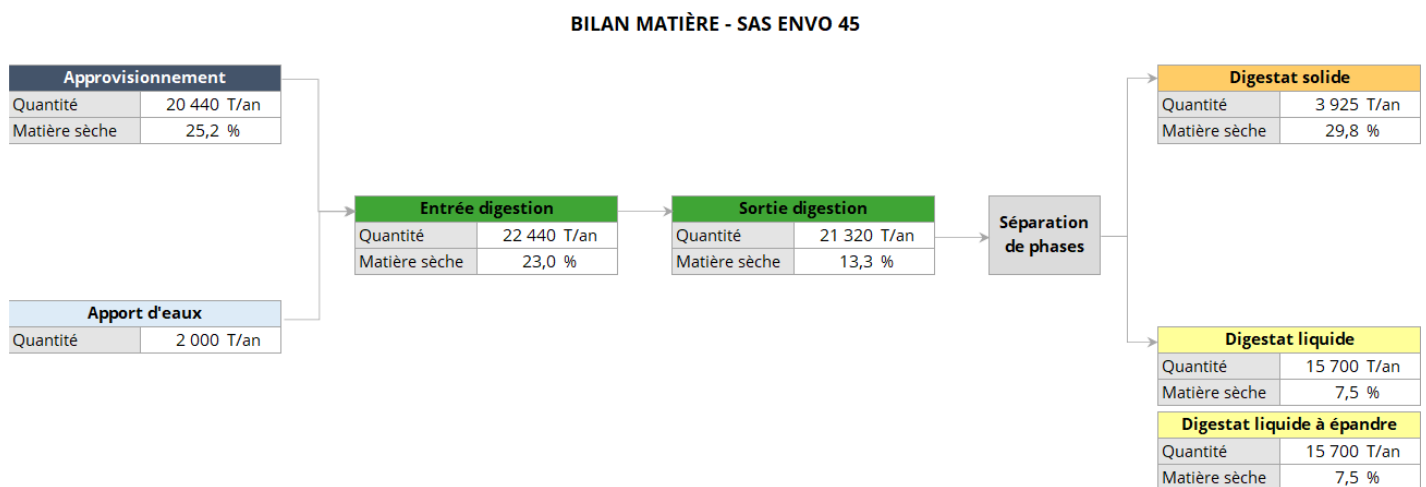 BILAN MATIÈRE - SAS ENVO 45
Approvisionnement
Quantité 20 440 T/an
Matière sèche 25,2 %
Apport d'eaux
Quantité 2 000 T/an
Entrée digestion
Quantité 22 440 T/an
Matière sèche 23,0 %
Sortie digestion
Quantité 21 320 T/an
Matière sèche 13,3 %
Séparation
de phases
Digestat solide
Quantité 3 925 T/an
Matière sèche 29,8 %
Digestat liquide
Quantité 15 700 T/an
Matière sèche 7,5 %
Digestat liquide à épandre
Quantité 15 700 T/an
Matière sèche 7,5 %